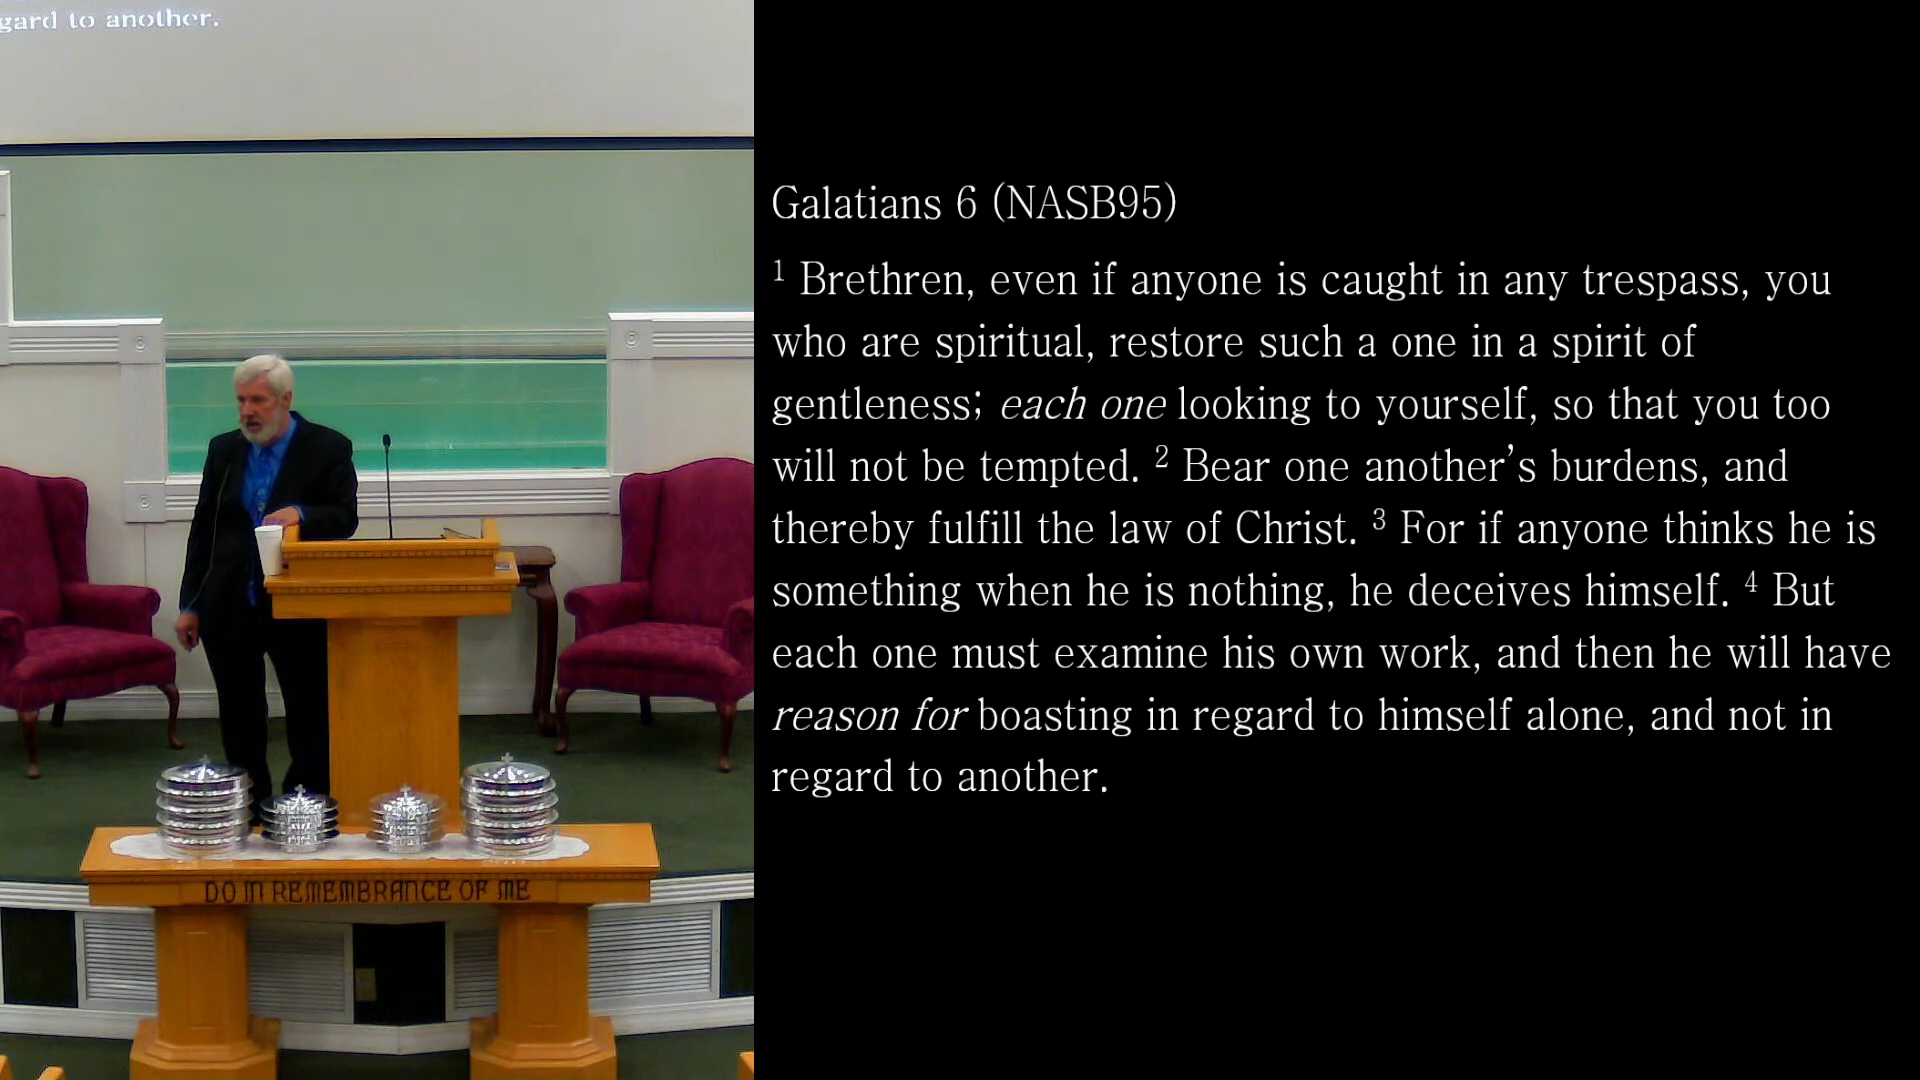 gard to another.
DO IN REMEMBRANCE OF ME
Galatians 6 (NASB95)
1 Brethren, even if anyone is caught in any trespass, you
who are spiritual, restore such a one in a spirit of
gentleness; each one looking to yourself, so that you too
will not be tempted. 2 Bear one another’s burdens, and
thereby fulfill the law of Christ. 3 For if anyone thinks he is
something when he is nothing, he deceives himself. 4 But
each one must examine his own work, and then he will have
reason for boasting in regard to himself alone, and not in
regard to another.